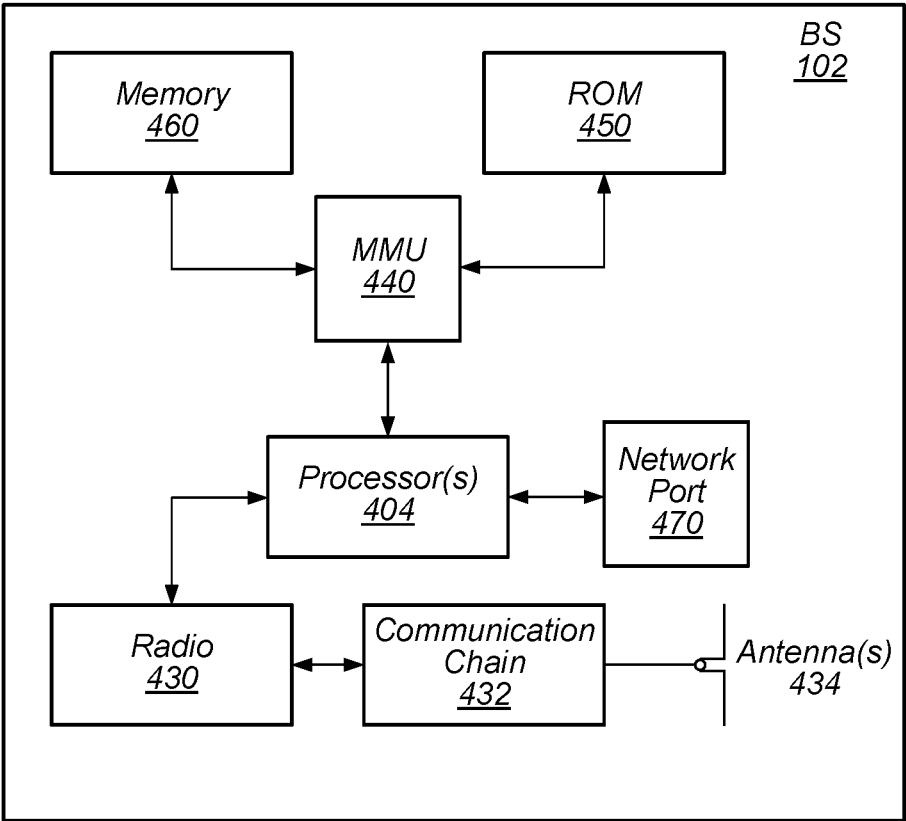 BS
102
Memory
460
ROM
450
MMU
440
Processor(s)
404
Network
Port
470
Radio
430
Communication
Chain
432
Antenna(s)
434